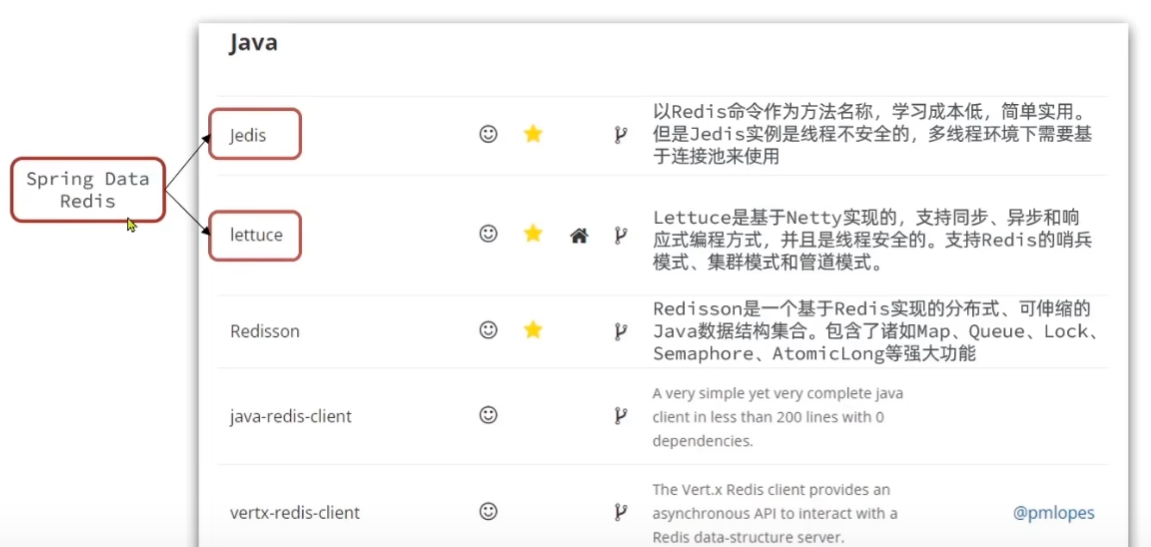 Java
Spring Data
Redis
Jedis
以Redis命令作为方法名称，学习成本低，简单实用。
但是Jedis实例是线程不安全的，多线程环境下需要基
于连接池来使用
lettuce
Lettuce是基于Netty实现的，支持同步、异步和响
应式编程方式，并且是线程安全的。支持Redis的哨兵
模式、集群模式和管道模式。
Redisson
Redisson是一个基于Redis实现的分布式、可伸缩的
Java数据结构集合。包含了诸如Map、Queue、Lock、
Semaphore、AtomicLong等强大功能
java-redis-client
A very simple yet very complete java
client in less than 200 lines with 0
dependencies.
vertx-redis-client
The Vert.x Redis client provides an
asynchronous API to interact with a
Redis data-structure server.
@pmlopes